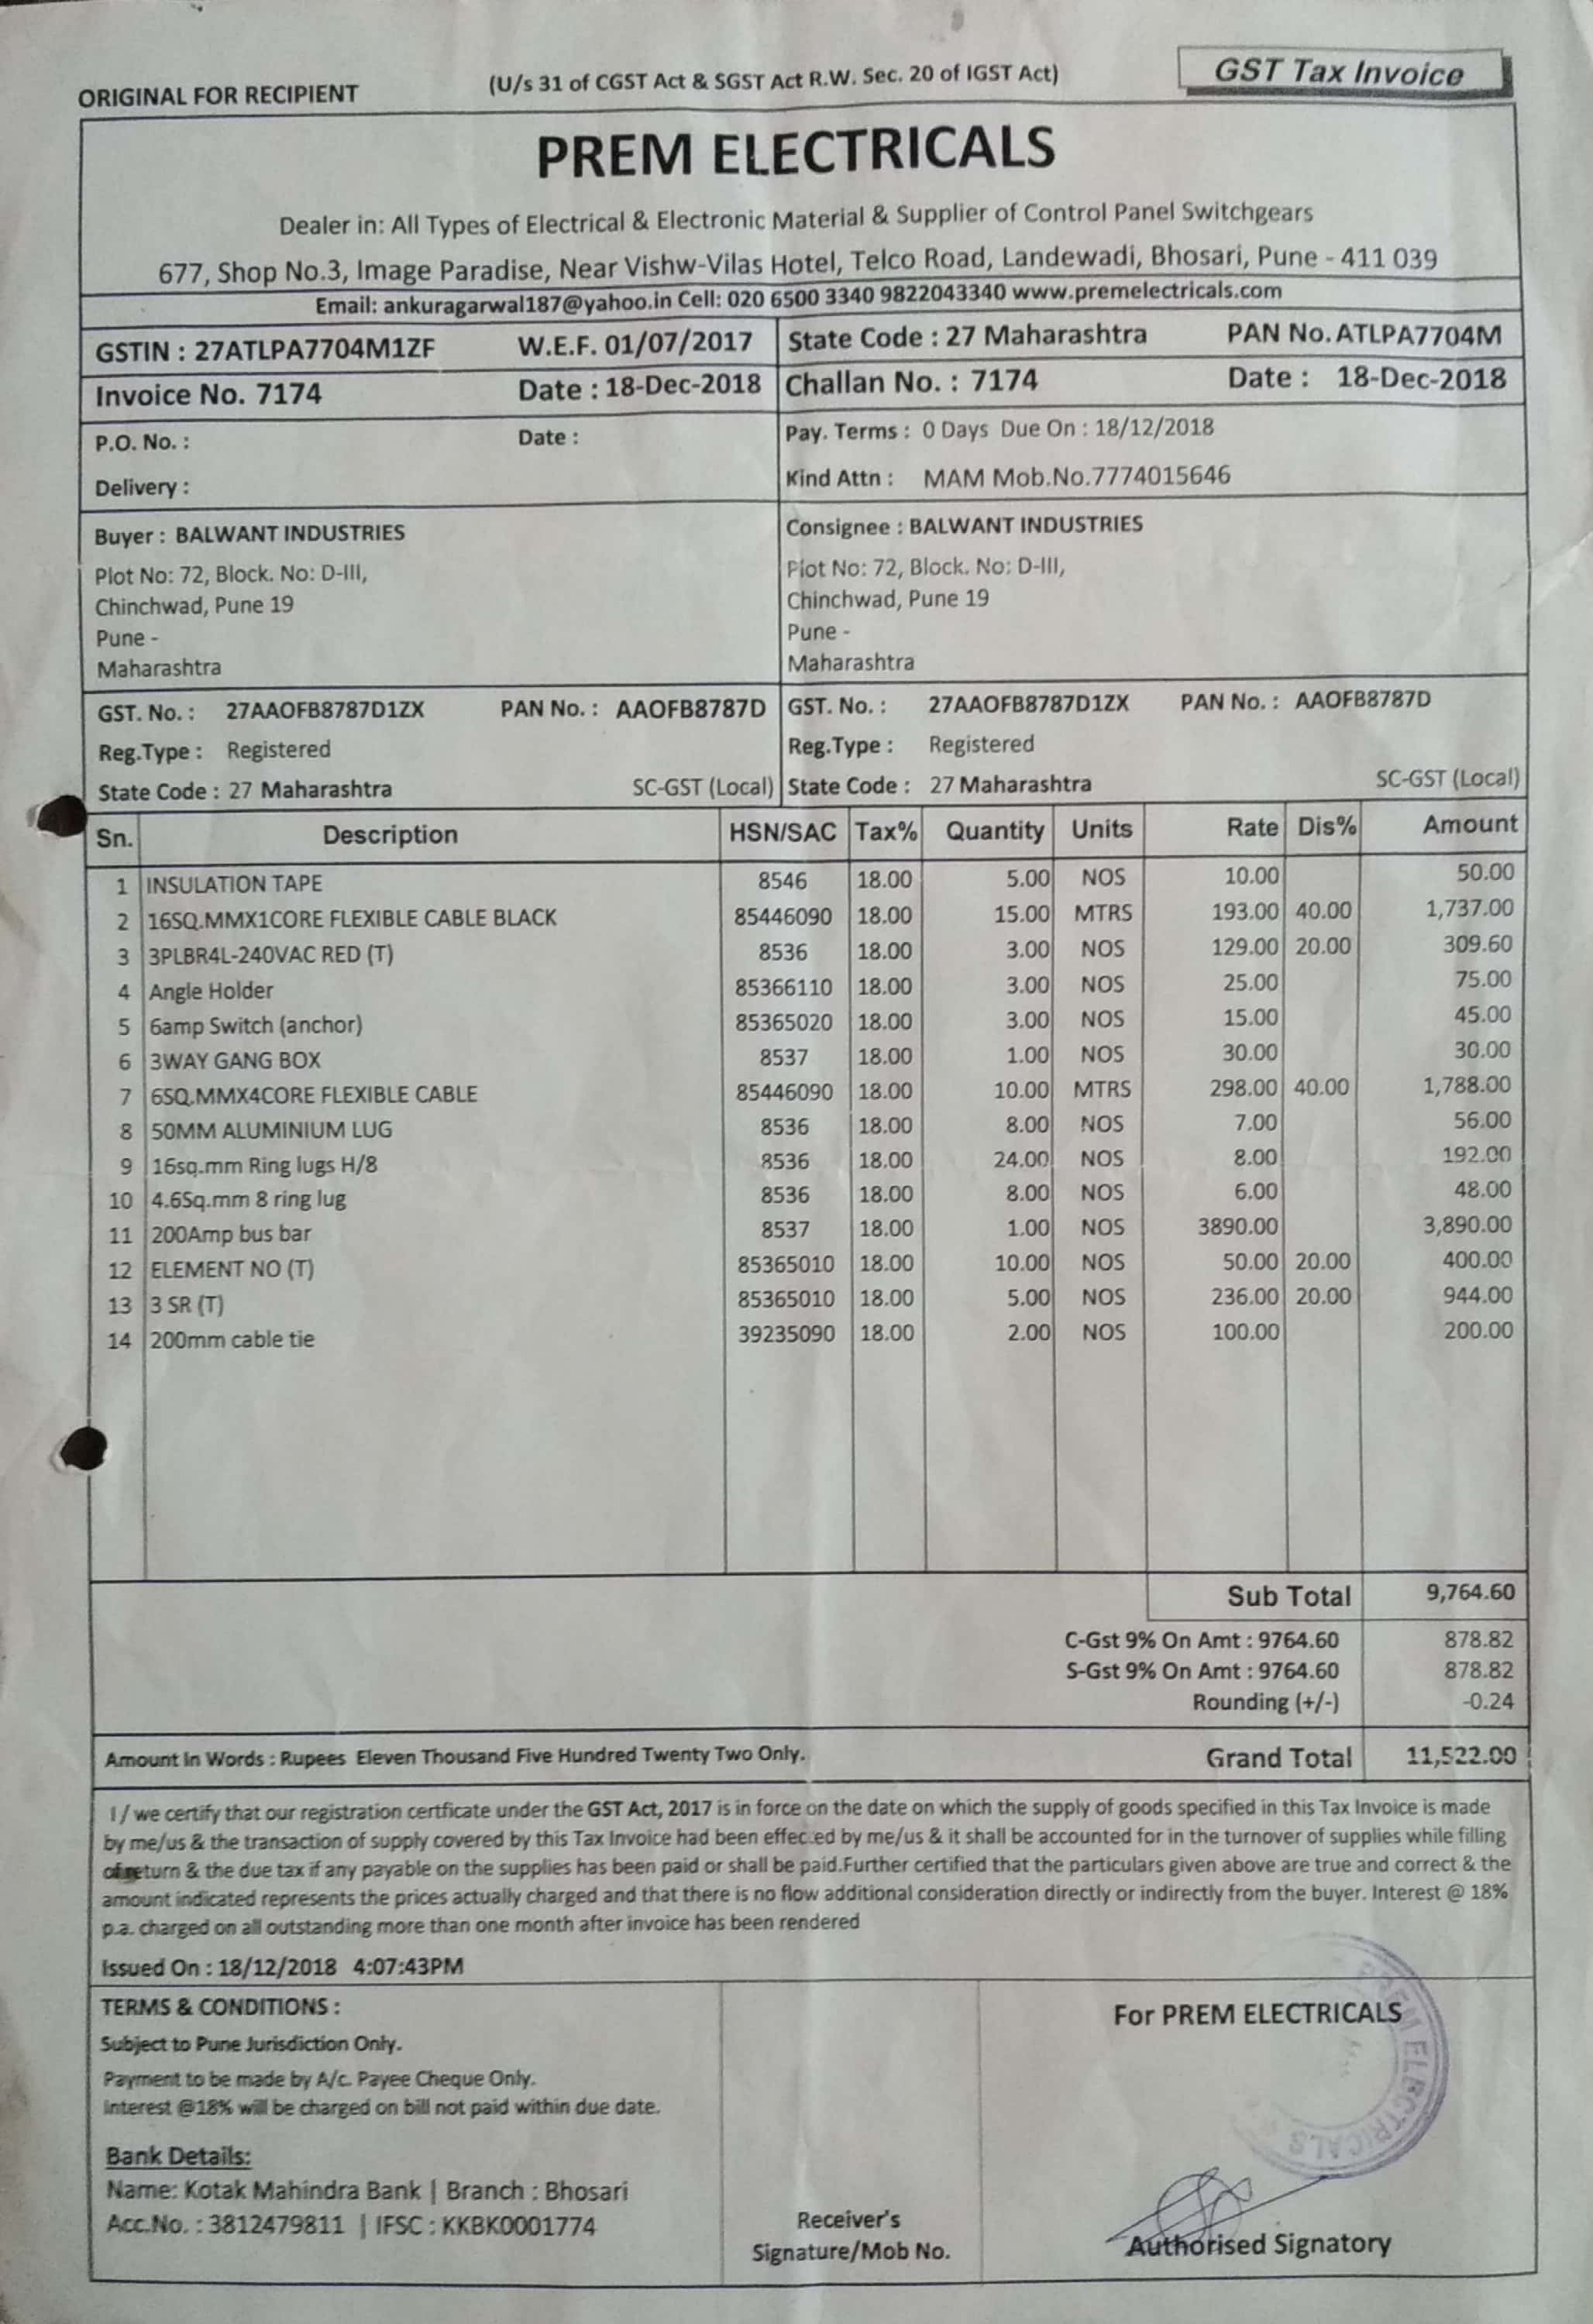 ORIGINAL FOR RECIPIENT (U/s 31 of CGST Act & SGST Act R.W. Sec. 20 of IGST Act) GST Tax Invoice
PREM ELECTRICALS
Dealer in: All Types of Electrical & Electronic Material & Supplier of Control Panel Switchgears
677, Shop No.3, Image Paradise, Near Vishw-Vilas Hotel, Telco Road, Landewadi, Bhosari, Pune - 411 039
Email: ankuragarwal187@yahoo.in Cell: 020 6500 3340 9822043340 www.premelectricals.com
GSTIN : 27ATLPA7704M1ZF W.E.F. 01/07/2017 State Code : 27 Maharashtra PAN No. ATLPA7704M
Invoice No. 7174 Date : 18-Dec-2018 Challan No. : 7174 Date : 18-Dec-2018
P.O. No. : Date : Pay. Terms : 0 Days Due On : 18/12/2018
Delivery : Kind Attn : MAM Mob.No.7774015646
Buyer : BALWANT INDUSTRIES Consignee : BALWANT INDUSTRIES
Plot No: 72, Block. No: D-III, Plot No: 72, Block. No: D-III,
Chinchwad, Pune 19 Chinchwad, Pune 19
Pune - Pune -
Maharashtra Maharashtra
GST. No. : 27AAOFB8787D1ZX PAN No. : AAOFB8787D GST. No. : 27AAOFB8787D1ZX PAN No. : AAOFB8787D
Reg.Type : Registered Reg.Type : Registered
State Code : 27 Maharashtra SC-GST (Local) State Code : 27 Maharashtra SC-GST (Local)
Sn. Description HSN/SAC Tax% Quantity Units Rate Dis% Amount
1 INSULATION TAPE 8546 18.00 5.00 NOS 10.00 50.00
2 16SQ.MMX1CORE FLEXIBLE CABLE BLACK 85446090 18.00 15.00 MTRS 193.00 40.00 1,737.00
3 3PLBR4L-240VAC RED (T) 8536 18.00 3.00 NOS 129.00 20.00 309.60
4 Angle Holder 85366110 18.00 3.00 NOS 25.00 75.00
5 6amp Switch (anchor) 85365020 18.00 3.00 NOS 15.00 45.00
6 3WAY GANG BOX 8537 18.00 1.00 NOS 30.00 30.00
7 6SQ.MMX4CORE FLEXIBLE CABLE 85446090 18.00 10.00 MTRS 298.00 40.00 1,788.00
8 50MM ALUMINIUM LUG 8536 18.00 8.00 NOS 7.00 56.00
9 16sq.mm Ring lugs H/8 8536 18.00 24.00 NOS 8.00 192.00
10 4.6Sq.mm 8 ring lug 8536 18.00 8.00 NOS 6.00 48.00
11 200Amp bus bar 8537 18.00 1.00 NOS 3890.00 3,890.00
12 ELEMENT NO (T) 85365010 18.00 10.00 NOS 50.00 20.00 400.00
13 3 SR (T) 85365010 18.00 5.00 NOS 236.00 20.00 944.00
14 200mm cable tie 39235090 18.00 2.00 NOS 100.00 200.00
Sub Total 9,764.60
C-Gst 9% On Amt : 9764.60 878.82
S-Gst 9% On Amt : 9764.60 878.82
Rounding (+/-) -0.24
Amount In Words : Rupees Eleven Thousand Five Hundred Twenty Two Only. Grand Total 11,522.00
I / we certify that our registration certficate under the GST Act, 2017 is in force on the date on which the supply of goods specified in this Tax Invoice is made
by me/us & the transaction of supply covered by this Tax Invoice had been effected by me/us & it shall be accounted for in the turnover of supplies while filling
of return & the due tax if any payable on the supplies has been paid or shall be paid.Further certified that the particulars given above are true and correct & the
amount indicated represents the prices actually charged and that there is no flow additional consideration directly or indirectly from the buyer. Interest @ 18%
p.a. charged on all outstanding more than one month after invoice has been rendered
Issued On : 18/12/2018 4:07:43PM
TERMS & CONDITIONS : For PREM ELECTRICALS
Subject to Pune Jurisdiction Only.
Payment to be made by A/c. Payee Cheque Only.
Interest @18% will be charged on bill not paid within due date.
PREM ELECTRICALS
Bank Details:
Name: Kotak Mahindra Bank | Branch : Bhosari
Acc.No. : 3812479811 | IFSC : KKBK0001774
Receiver's
Signature/Mob No. Authorised Signatory